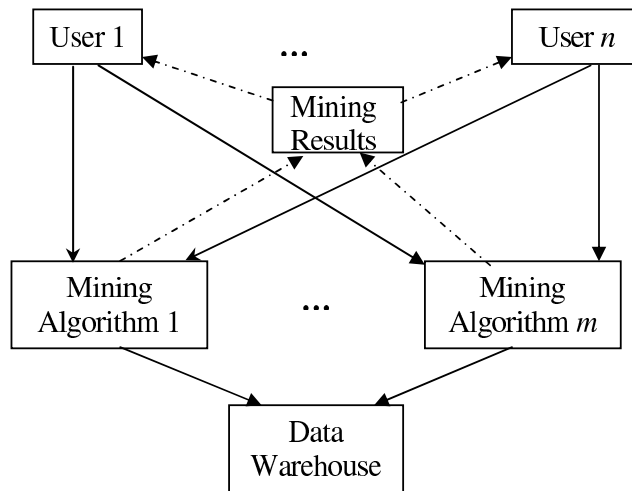 User 1
...
User n
Mining
Results
Mining
Algorithm 1
...
Mining
Algorithm m
Data
Warehouse